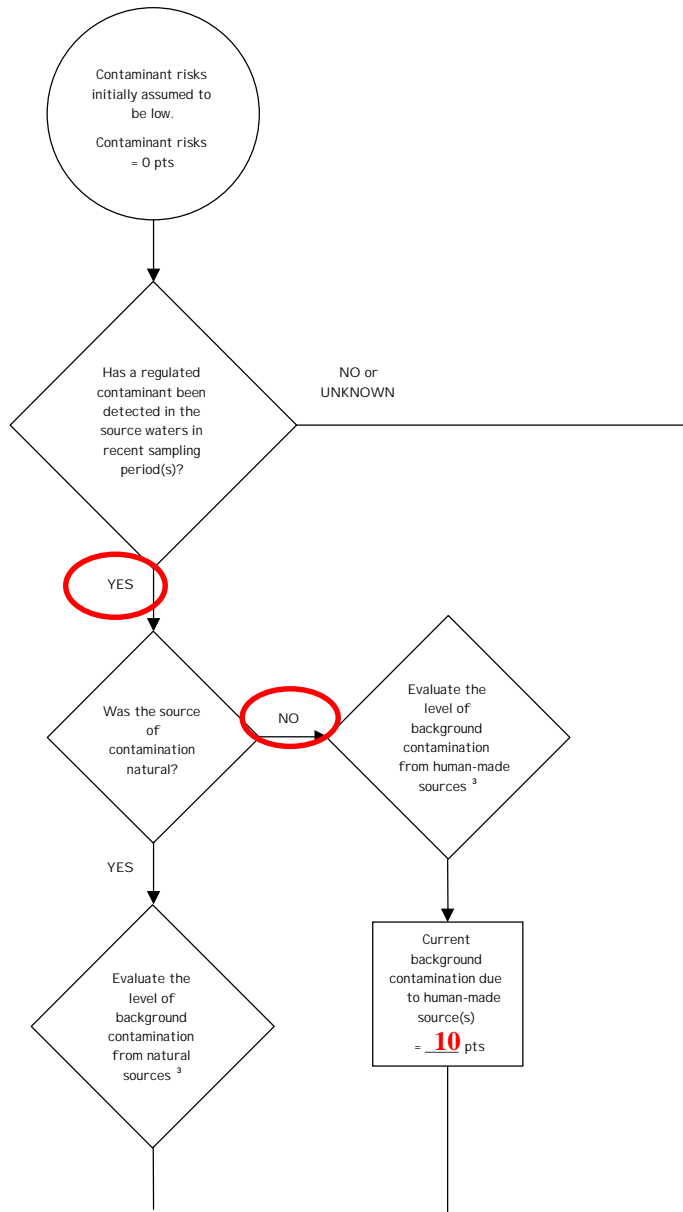 Contaminant risks
initially assumed to
be low.
Contaminant risks
= 0 pts
Has a regulated
contaminant been
detected in the
source waters in
recent sampling
period(s)?
NO or
UNKNOWN
YES
Was the source
of
contamination
natural?
NO
Evaluate the
level of
background
contamination
from human-made
sources ³
YES
Evaluate the
level of
background
contamination
from natural
sources ³
Current
background
contamination due
to human-made
source(s)
= 10 pts